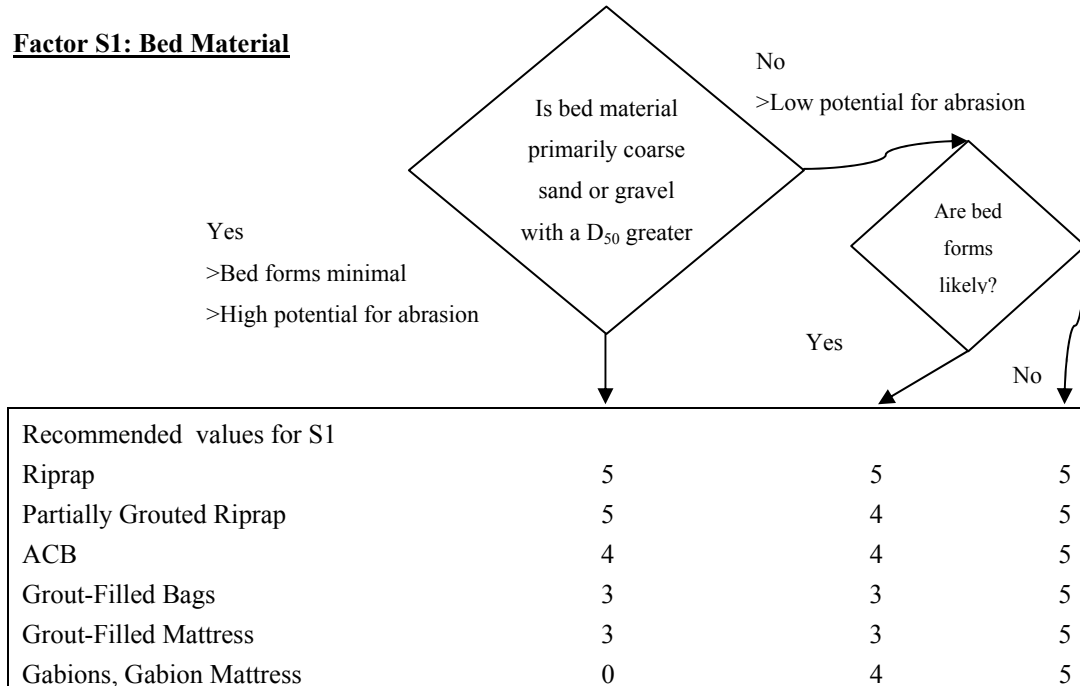 Factor S1: Bed Material
No
>Low potential for abrasion
Is bed material
primarily coarse
sand or gravel
with a D50 greater
Are bed
forms
likely?
Yes
>Bed forms minimal
>High potential for abrasion
Yes
No
Recommended values for S1
Riprap 5 5 5
Partially Grouted Riprap 5 4 5
ACB 4 4 5
Grout-Filled Bags 3 3 5
Grout-Filled Mattress 3 3 5
Gabions, Gabion Mattress 0 4 5